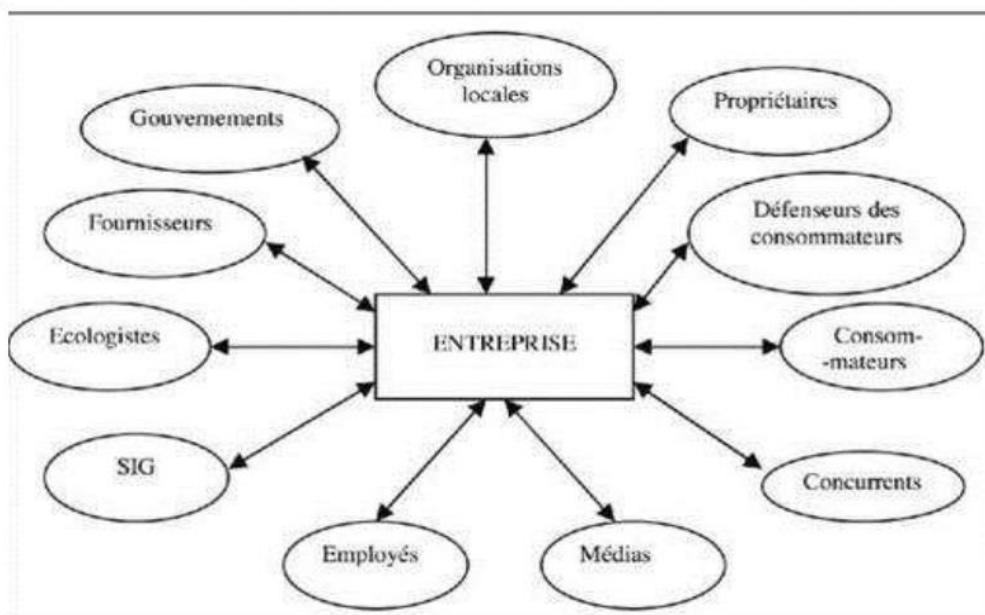 Organisations
locales
Propriétaires
Gouvernements
Défenseurs des
consommateurs
Fournisseurs
Ecologistes
ENTREPRISE
Consom-
-mateurs
SIG
Concurrents
Employés
Médias